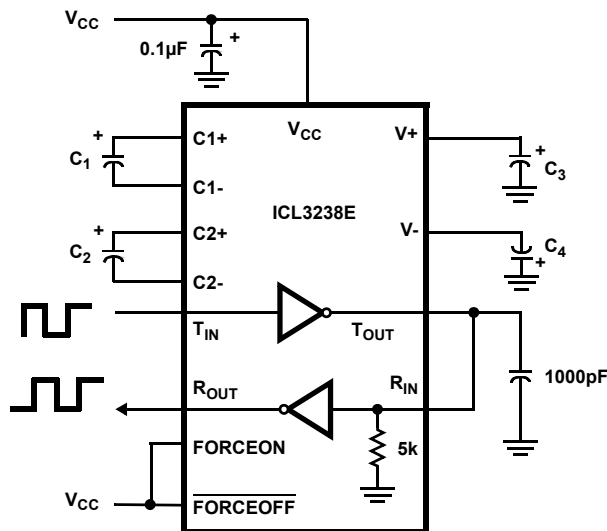 VCC
0.1µF
+
+
C1
C1+
VCC
V+
+
C3
C1-
ICL3238E
+
C2
C2+
V-
C4
+
C2-
TIN
TOUT
1000pF
ROUT
RIN
5k
FORCEON
VCC
FORCEOFF